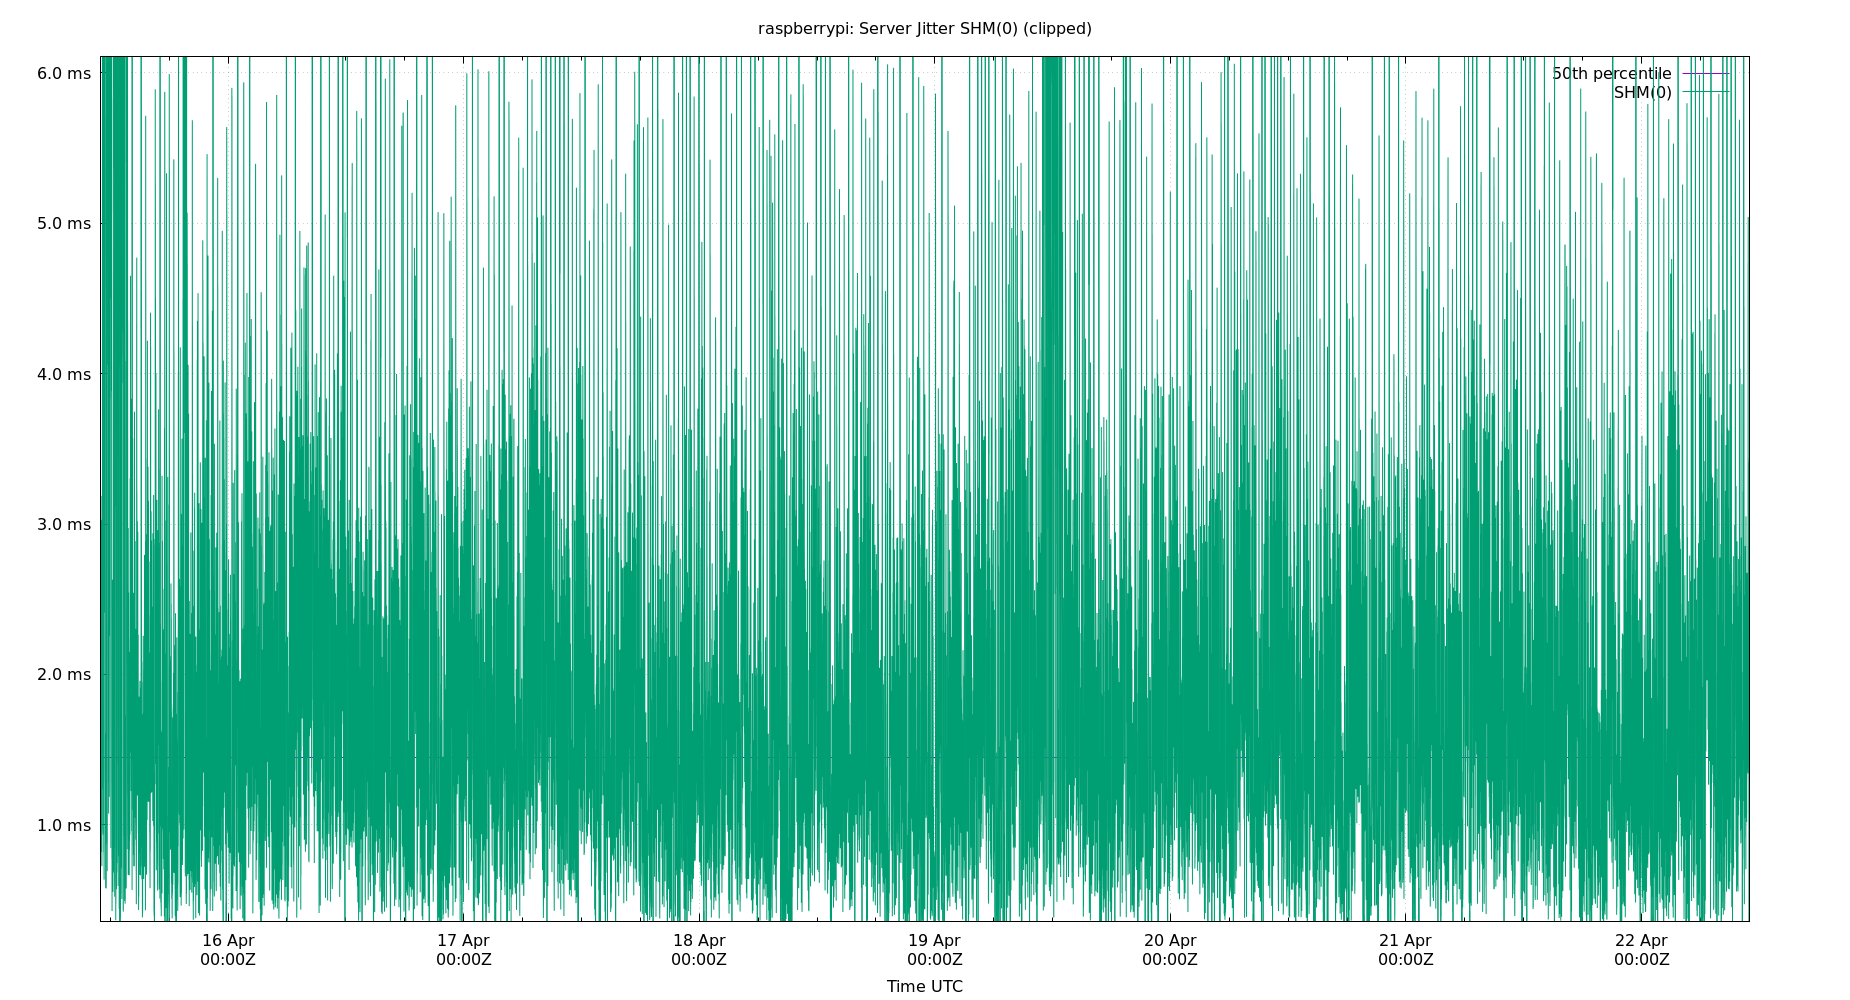 raspberrypi: Server Jitter SHM(0) (clipped)
6.0 ms
5.0 ms
4.0 ms
3.0 ms
2.0 ms
1.0 ms
50th percentile
SHM(0)
16 Apr
00:00Z
17 Apr
00:00Z
18 Apr
00:00Z
19 Apr
00:00Z
20 Apr
00:00Z
21 Apr
00:00Z
22 Apr
00:00Z
Time UTC